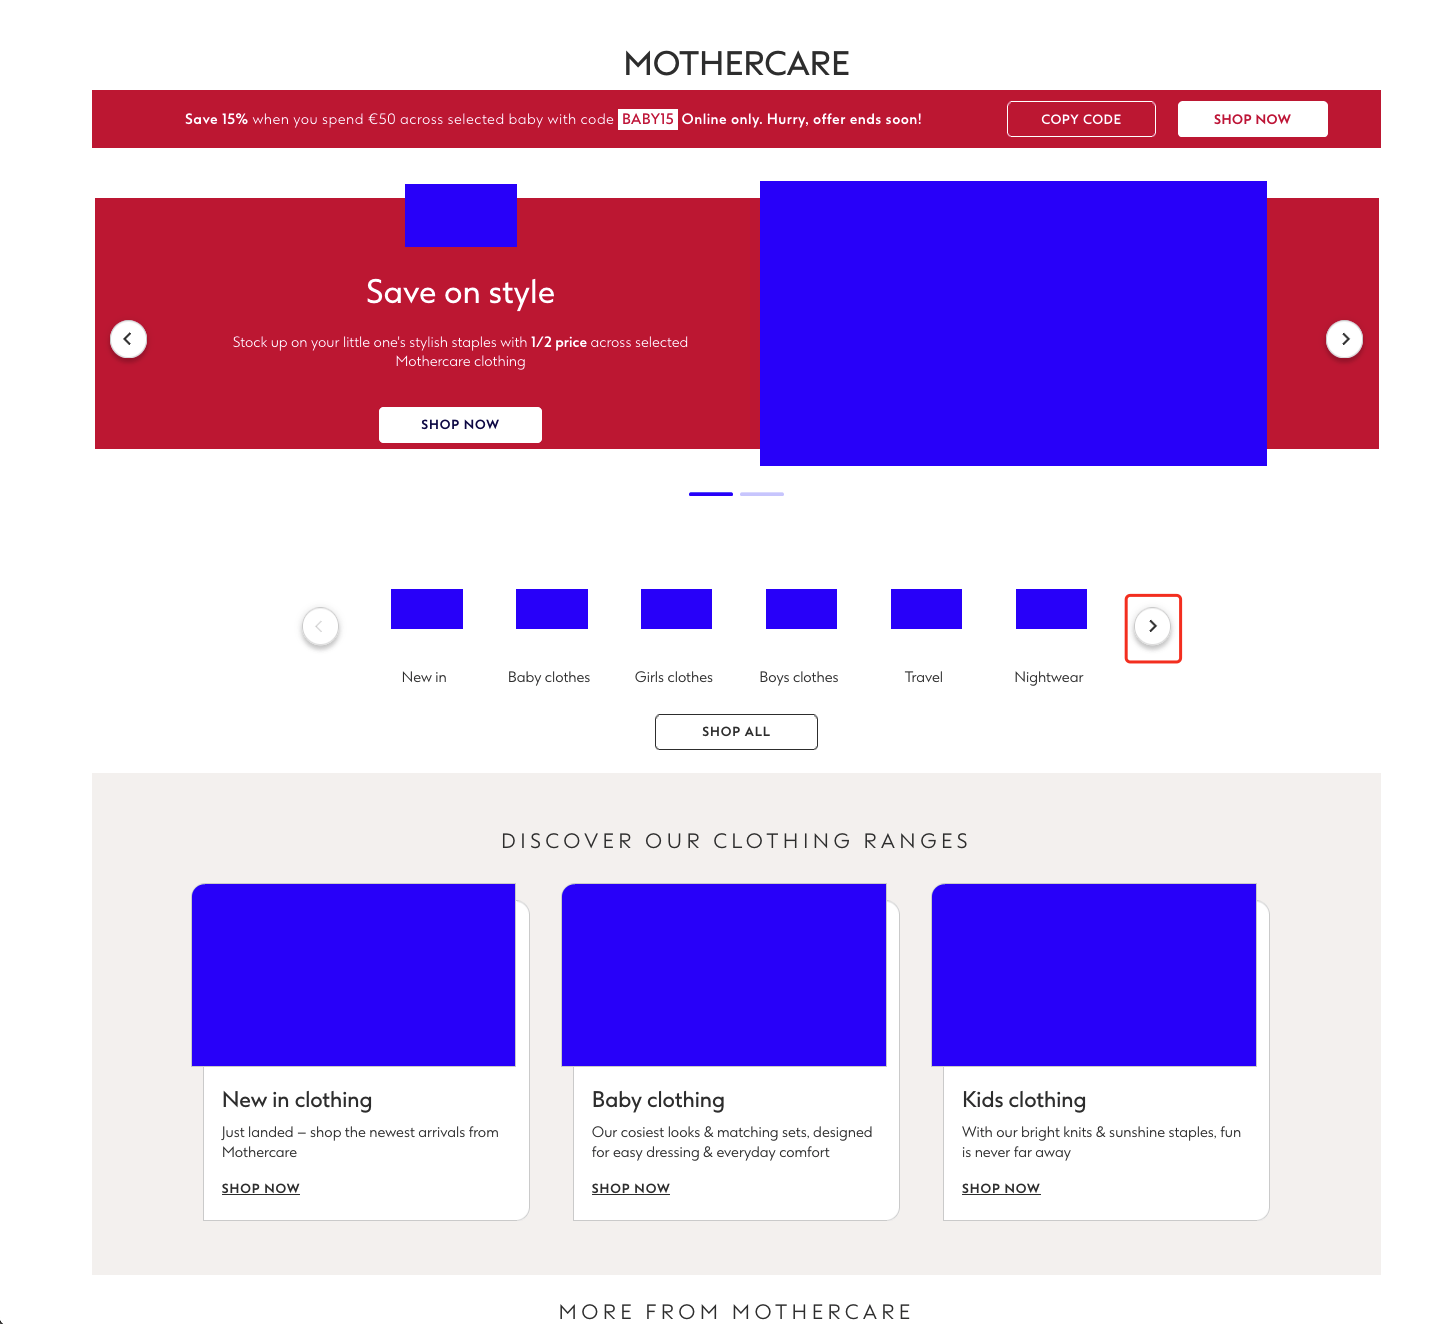 MOTHERCARE
Save 15% when you spend €50 across selected baby with code BABY15 Online only. Hurry, offer ends soon!
COPY CODE
SHOP NOW
Save on style
Stock up on your little one's stylish staples with 1/2 price across selected
Mothercare clothing
SHOP NOW
New in
Baby clothes
Girls clothes
Boys clothes
Travel
Nightwear
SHOP ALL
DISCOVER OUR CLOTHING RANGES
New in clothing
Just landed – shop the newest arrivals from
Mothercare
SHOP NOW
Baby clothing
Our cosiest looks & matching sets, designed
for easy dressing & everyday comfort
SHOP NOW
Kids clothing
With our bright knits & sunshine staples, fun
is never far away
SHOP NOW
MORE FROM MOTHERCARE